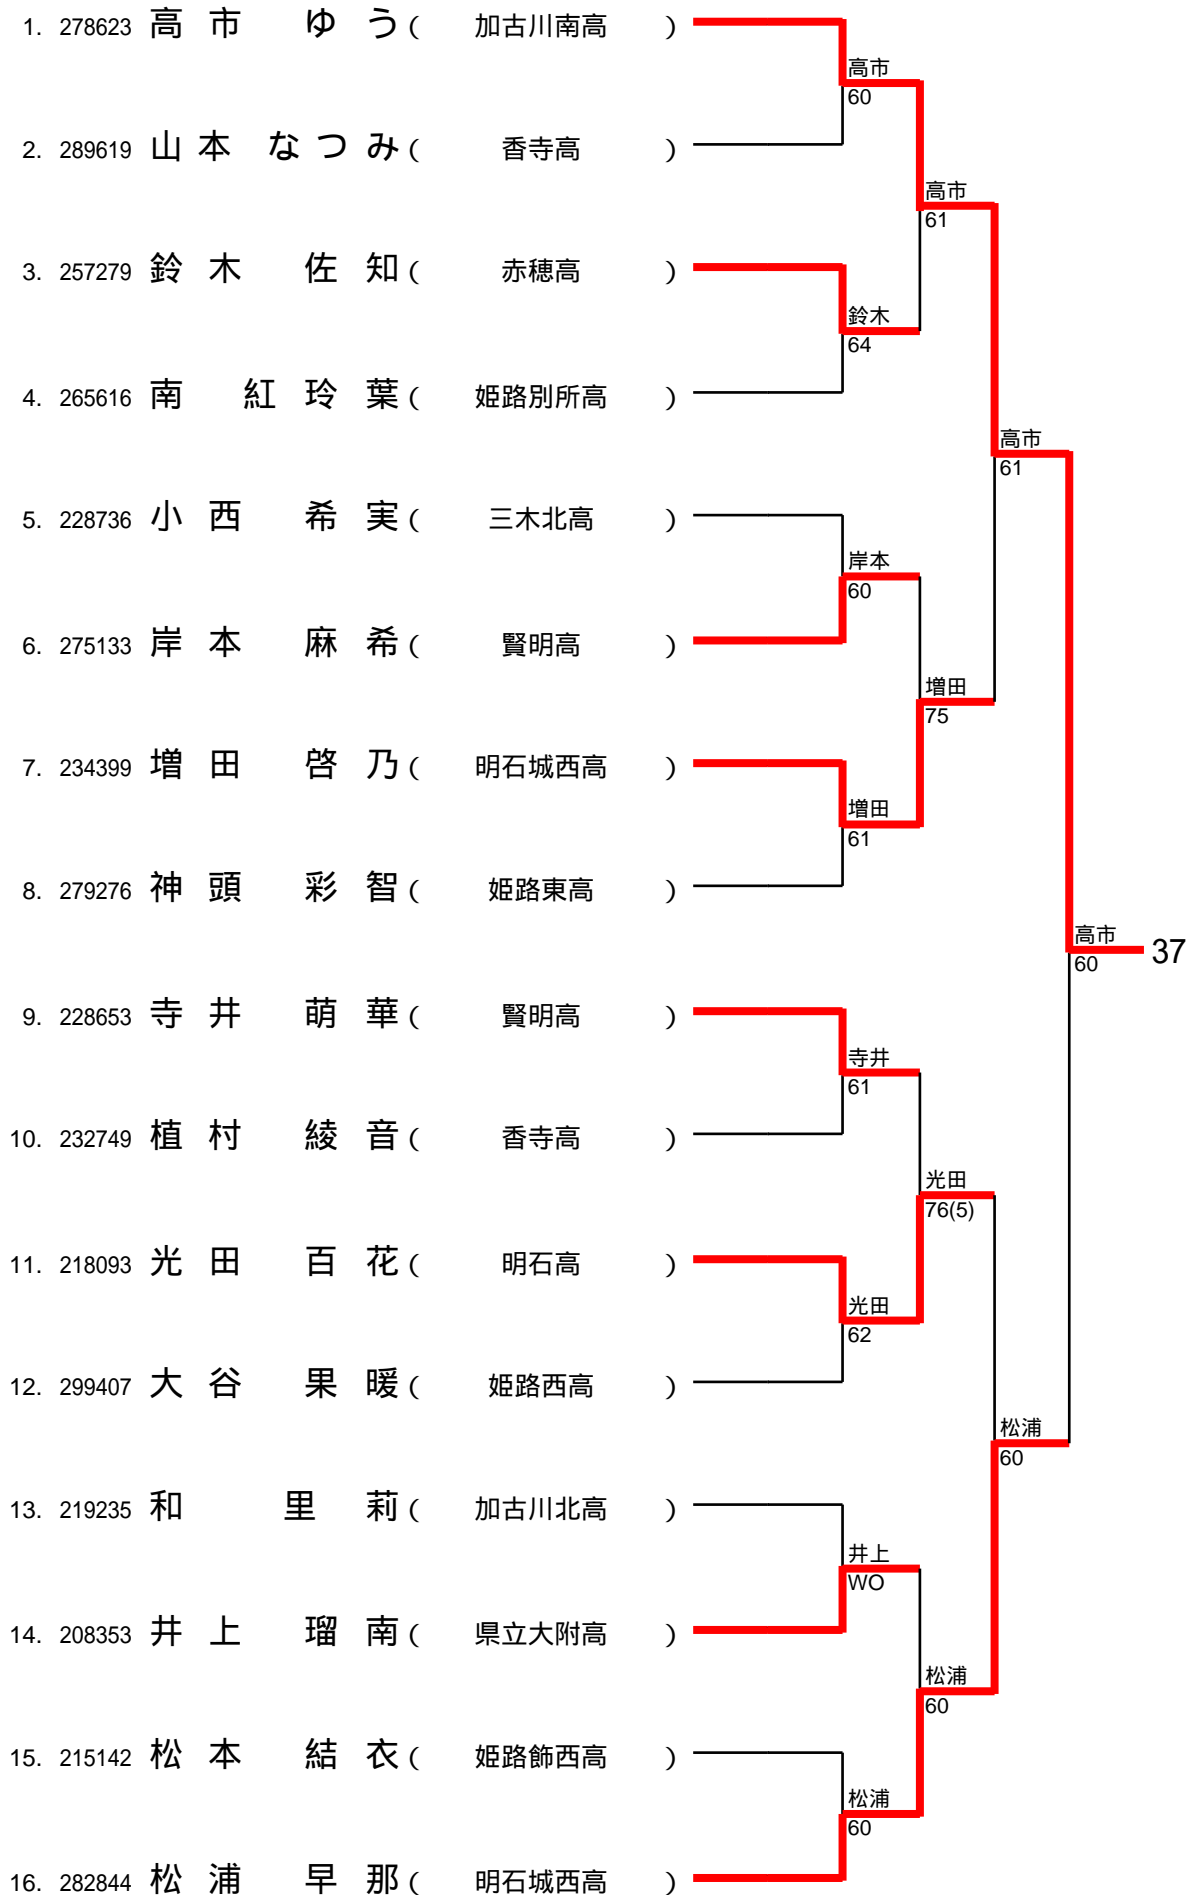 1. 278623 高市 ゆう ( 加古川南高 )
高市
60
2. 289619 山本 なつみ ( 香寺高 )
高市
61
3. 257279 鈴木 佐知 ( 赤穂高 )
鈴木
64
4. 265616 南 紅玲葉 ( 姫路別所高 )
高市
61
5. 228736 小西 希実 ( 三木北高 )
岸本
60
6. 275133 岸本 麻希 ( 賢明高 )
増田
75
7. 234399 増田 啓乃 ( 明石城西高 )
増田
61
8. 279276 神頭 彩智 ( 姫路東高 )
高市
60 37
9. 228653 寺井 萌華 ( 賢明高 )
寺井
61
10. 232749 植村 綾音 ( 香寺高 )
光田
76(5)
11. 218093 光田 百花 ( 明石高 )
光田
62
12. 299407 大谷 果暖 ( 姫路西高 )
松浦
60
13. 219235 和 里莉 ( 加古川北高 )
井上
WO
14. 208353 井上 瑠南 ( 県立大附高 )
松浦
60
15. 215142 松本 結衣 ( 姫路飾西高 )
松浦
60
16. 282844 松浦 早那 ( 明石城西高 )